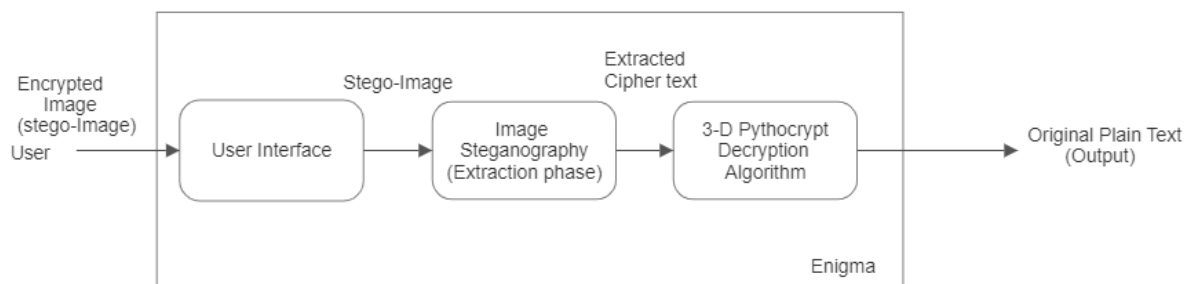 Encrypted
Image
(stego-Image)
User
User Interface
Stego-Image
Image
Steganography
(Extraction phase)
Extracted
Cipher text
3-D Pythocrypt
Decryption
Algorithm
Original Plain Text
(Output)
Enigma